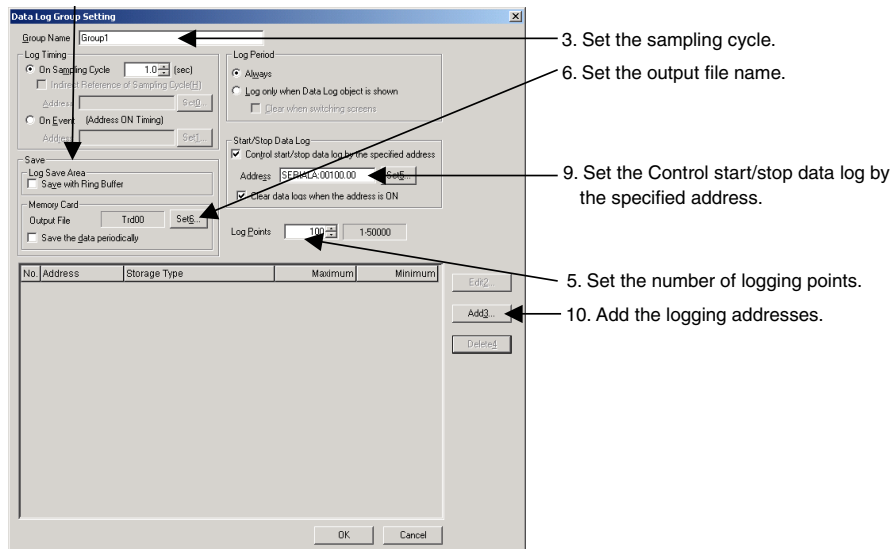 Data Log Group Setting
Group Name Group1
Log Timing
On Sampling Cycle 1.0 (sec)
Indirect Reference of Sampling Cycle(H)
Address Set0...
On Event (Address ON Timing)
Address Set1...
Log Period
Always
Log only when Data Log object is shown
Clear when switching screens
Start/Stop Data Log
Control start/stop data log by the specified address
Address SERIALA:00100.00 Set5...
Clear data logs when the address is ON
Save
Log Save Area
Save with Ring Buffer
Memory Card
Output File Trd00 Set6...
Save the data periodically
Log Points 100 1-50000
No. Address Storage Type Maximum Minimum
Edit2...
Add3...
Delete4
OK Cancel
3. Set the sampling cycle.
6. Set the output file name.
9. Set the Control start/stop data log by
the specified address.
5. Set the number of logging points.
10. Add the logging addresses.